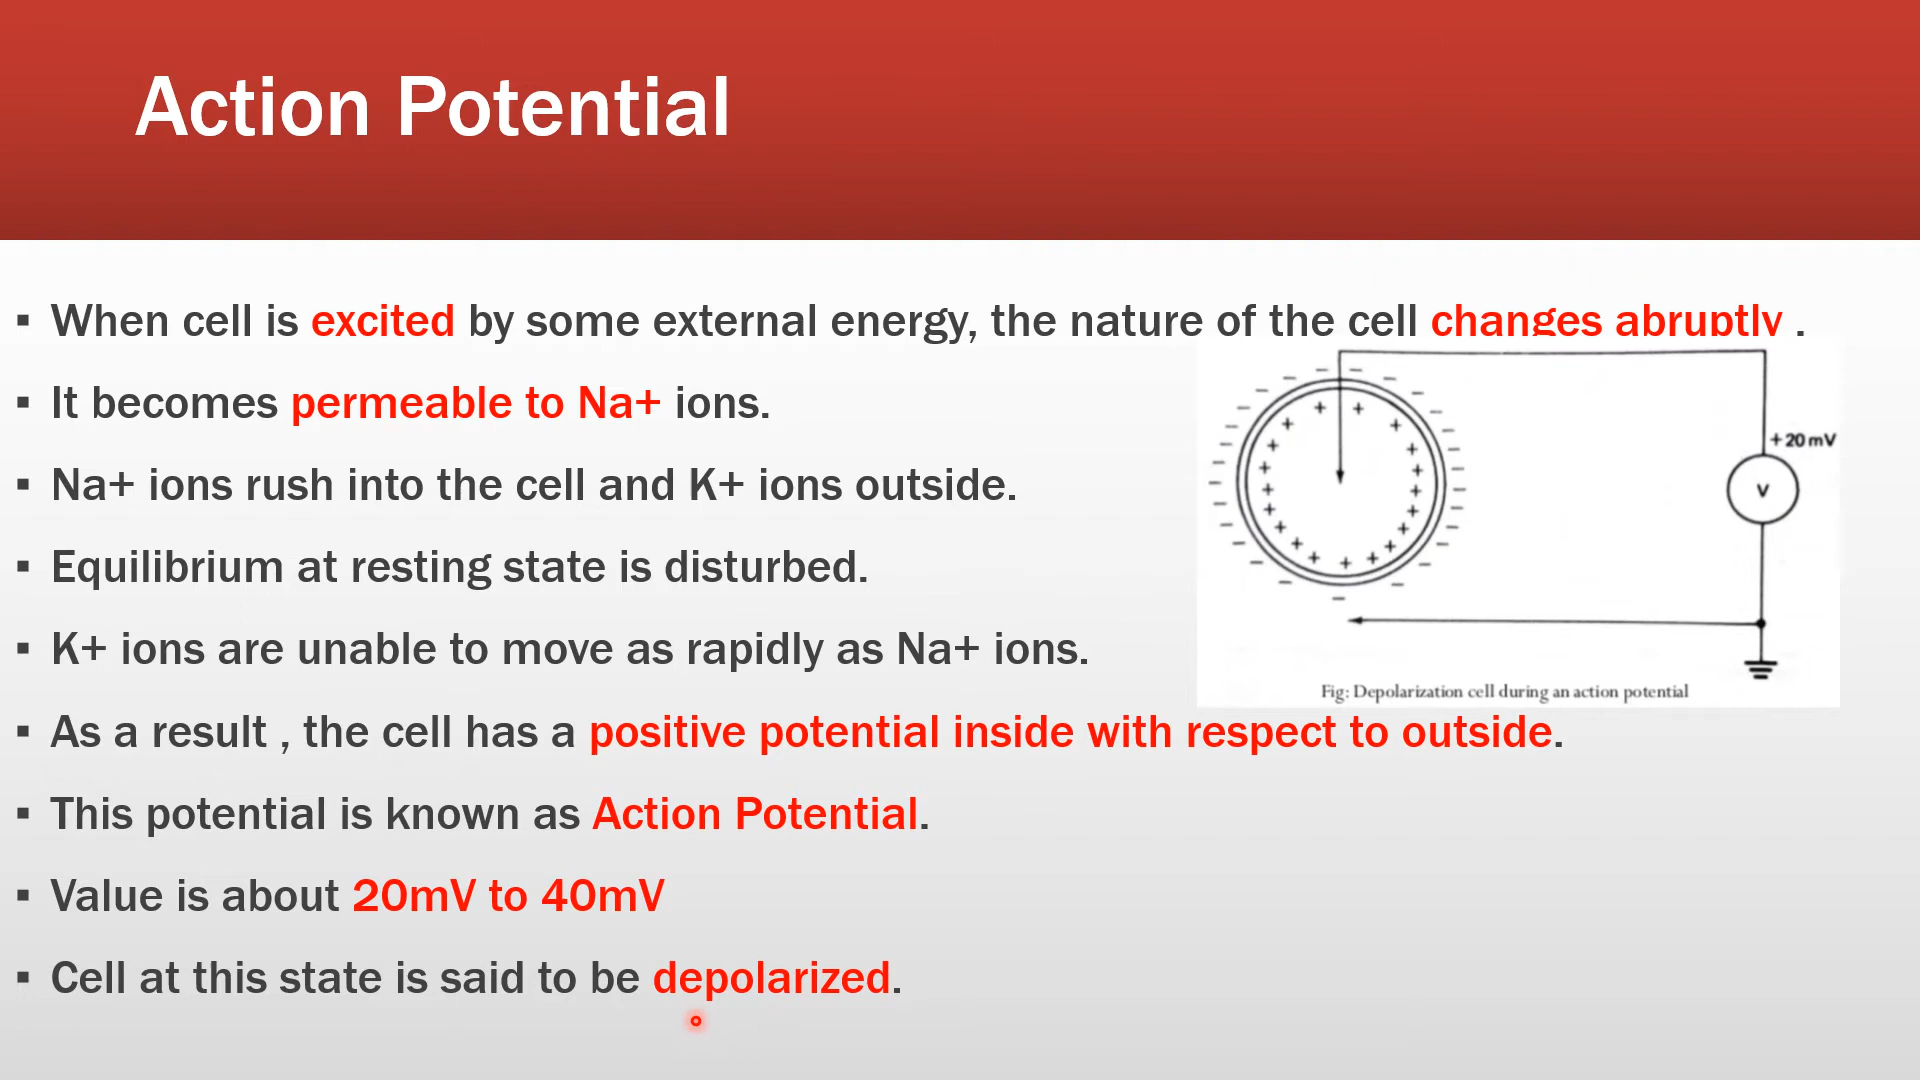 Action Potential
▪ When cell is excited by some external energy, the nature of the cell changes abruptly .
▪ It becomes permeable to Na+ ions.
▪ Na+ ions rush into the cell and K+ ions outside.
▪ Equilibrium at resting state is disturbed.
▪ K+ ions are unable to move as rapidly as Na+ ions.
+20 mV
V
Fig: Depolarization cell during an action potential
▪ As a result , the cell has a positive potential inside with respect to outside.
▪ This potential is known as Action Potential.
▪ Value is about 20mV to 40mV
▪ Cell at this state is said to be depolarized.